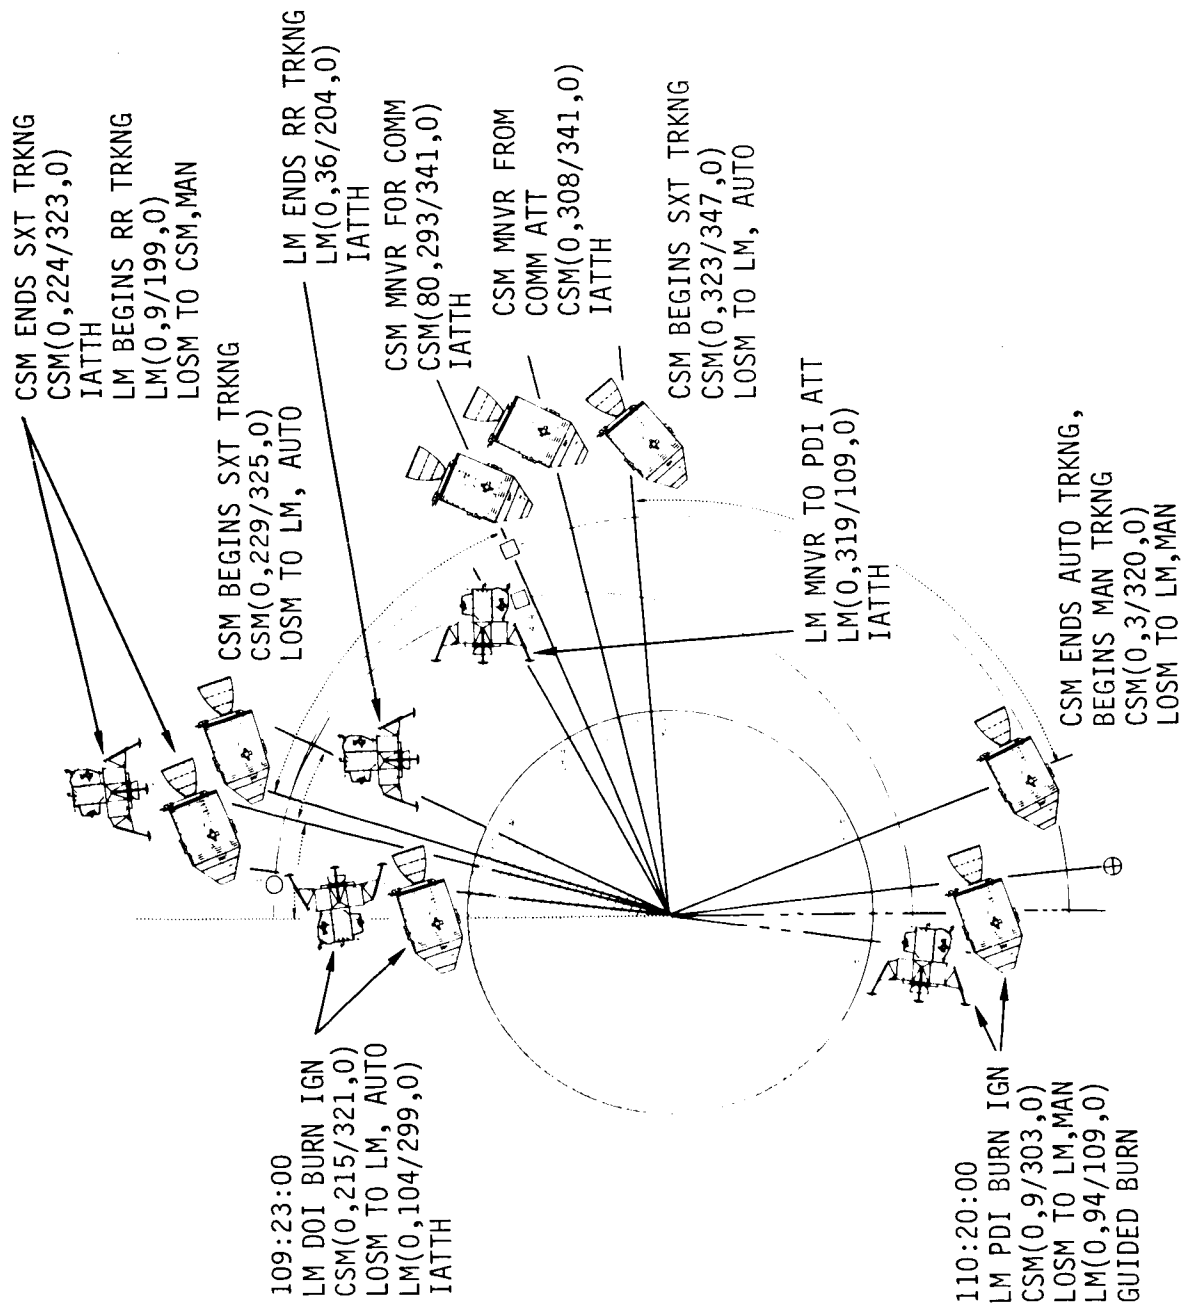 CSM ENDS SXT TRKNG
CSM(0,224/323,0)
IATTH
LM BEGINS RR TRKNG
LM(0,9/199,0)
LOSM TO CSM,MAN
CSM BEGINS SXT TRKNG
CSM(0,229/325,0)
LOSM TO LM, AUTO
LM ENDS RR TRKNG
LM(0,36/204,0)
IATTH
CSM MNVR FOR COMM
CSM(80,293/341,0)
IATTH
CSM MNVR FROM
COMM ATT
CSM(0,308/341,0)
IATTH
CSM BEGINS SXT TRKNG
CSM(0,323/347,0)
LOSM TO LM, AUTO
LM MNVR TO PDI ATT
LM(0,319/109,0)
IATTH
CSM ENDS AUTO TRKNG,
BEGINS MAN TRKNG
CSM(0,3/320,0)
LOSM TO LM,MAN
109:23:00
LM DOI BURN IGN
CSM(0,215/321,0)
LOSM TO LM, AUTO
LM(0,104/299,0)
IATTH
110:20:00
LM PDI BURN IGN
CSM(0,9/303,0)
LOSM TO LM,MAN
LM(0,94/109,0)
GUIDED BURN